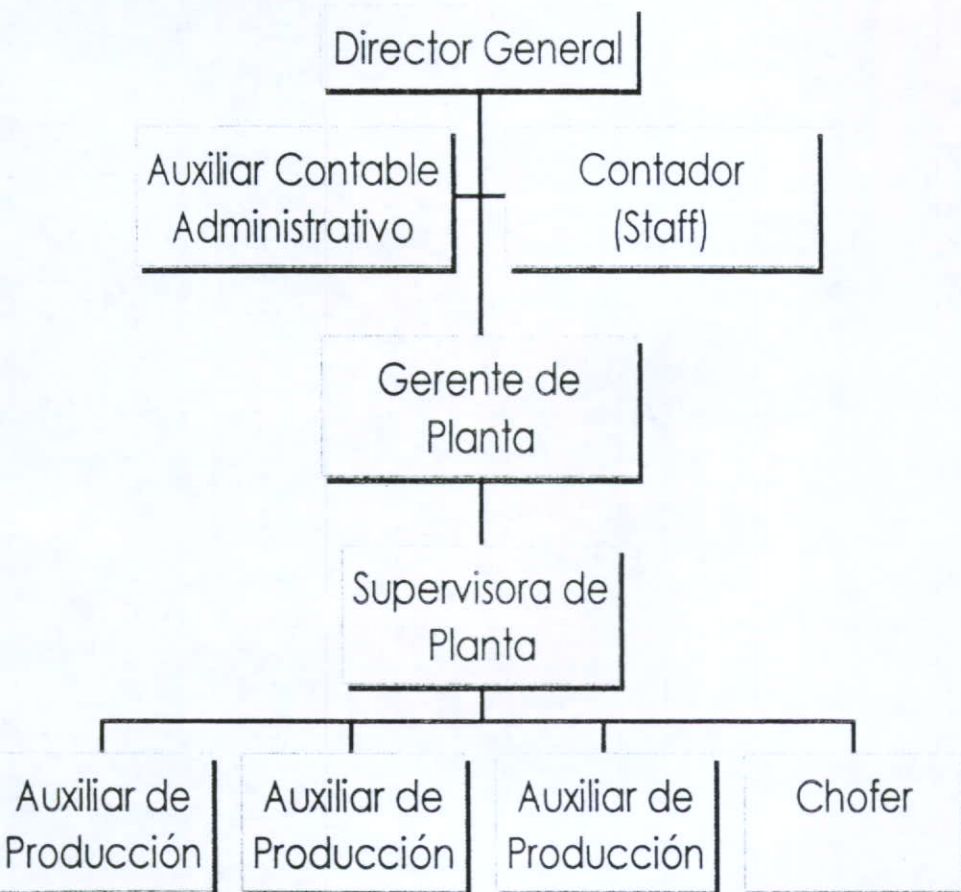 Director General
Auxiliar Contable
Administrativo
Contador
(Staff)
Gerente de
Planta
Supervisora de
Planta
Auxiliar de
Producción
Auxiliar de
Producción
Auxiliar de
Producción
Chofer